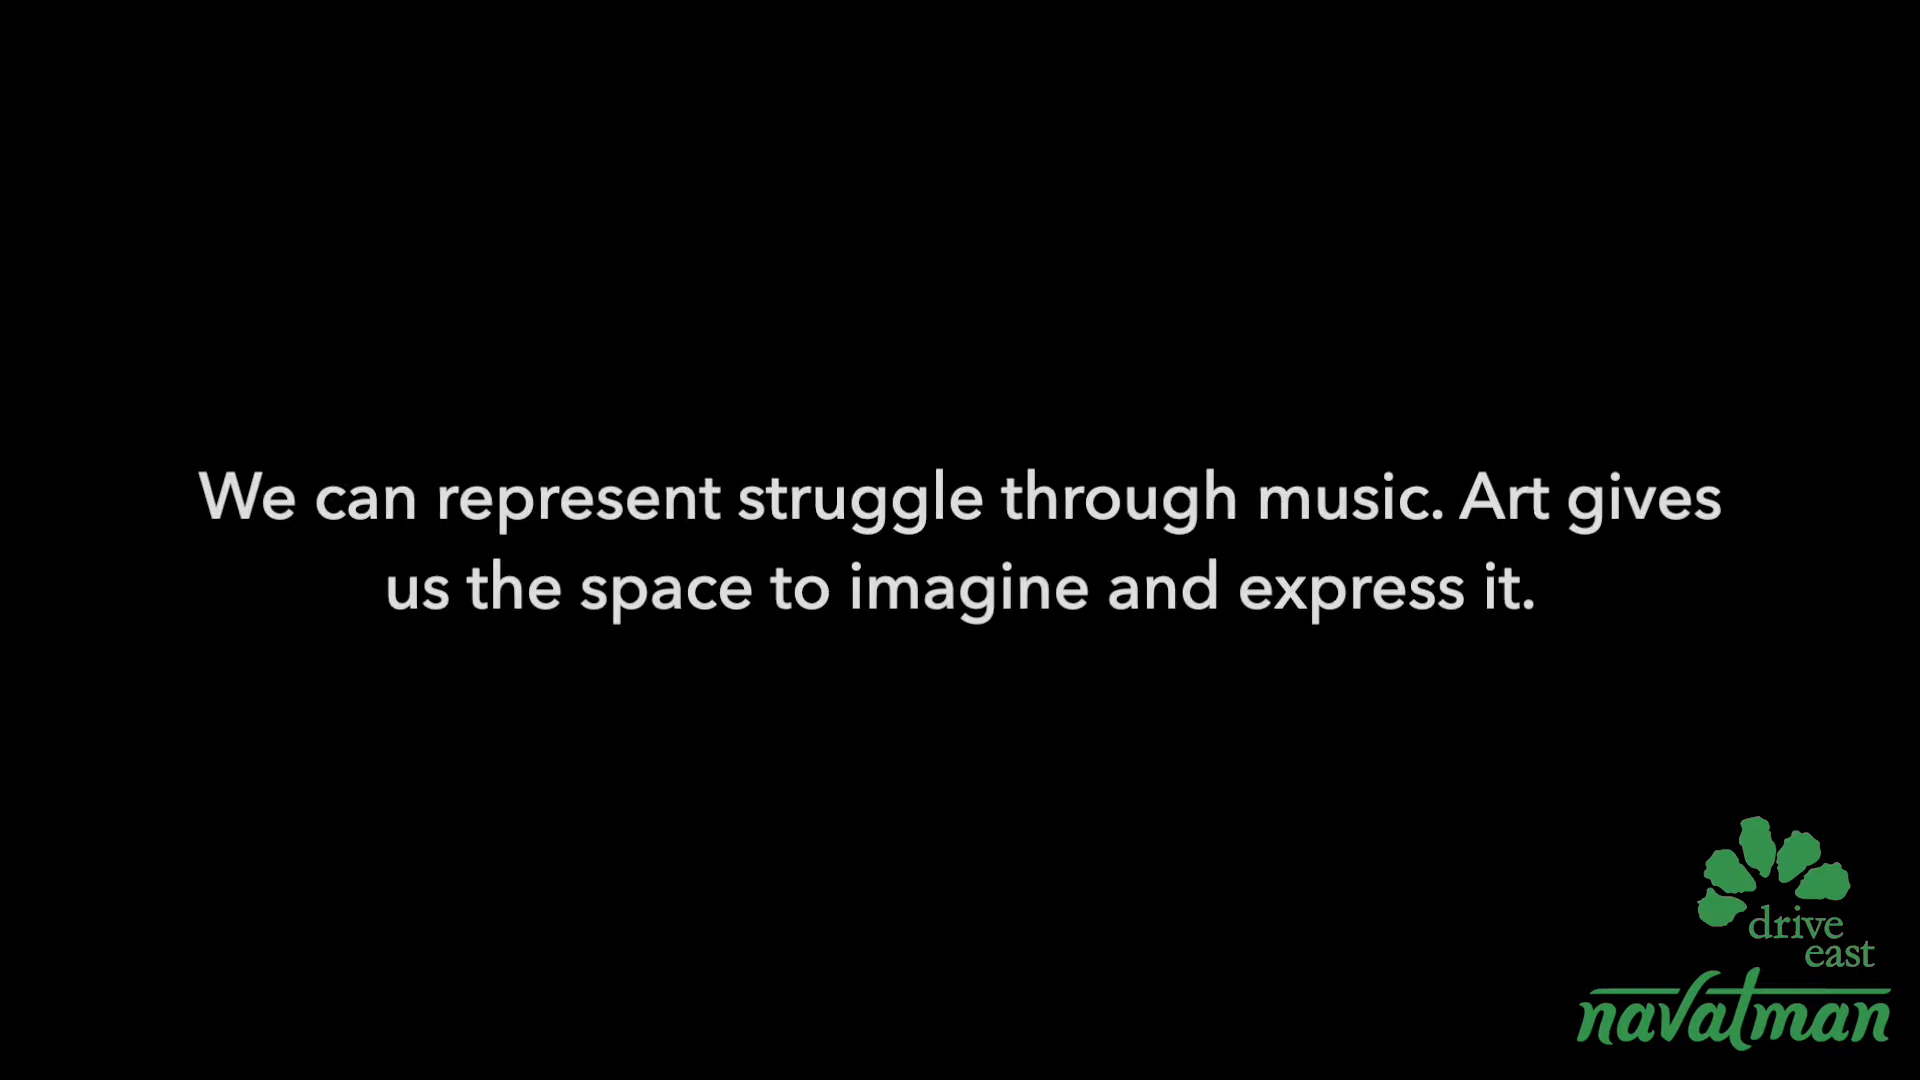 We can represent struggle through music. Art gives
us the space to imagine and express it.
drive
east
navatman